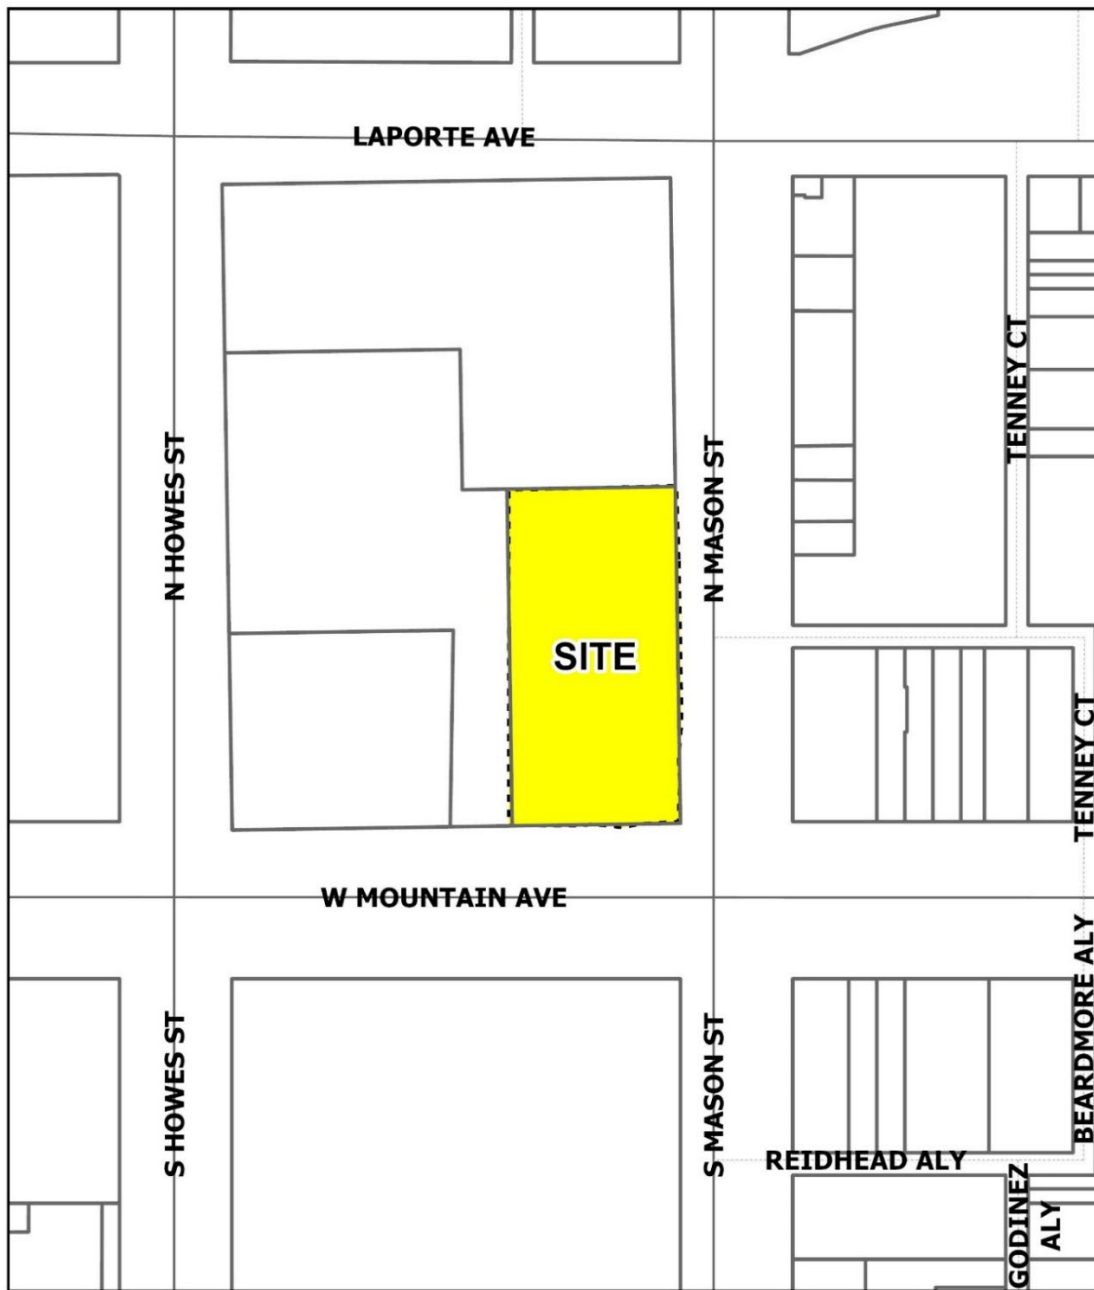 LAPORTE AVE
TENNEY CT
N HOWES ST
N MASON ST
SITE
TENNEY CT
W MOUNTAIN AVE
BEARDMORE ALY
S HOWES ST
S MASON ST
REIDHEAD ALY
GODINEZ
ALY